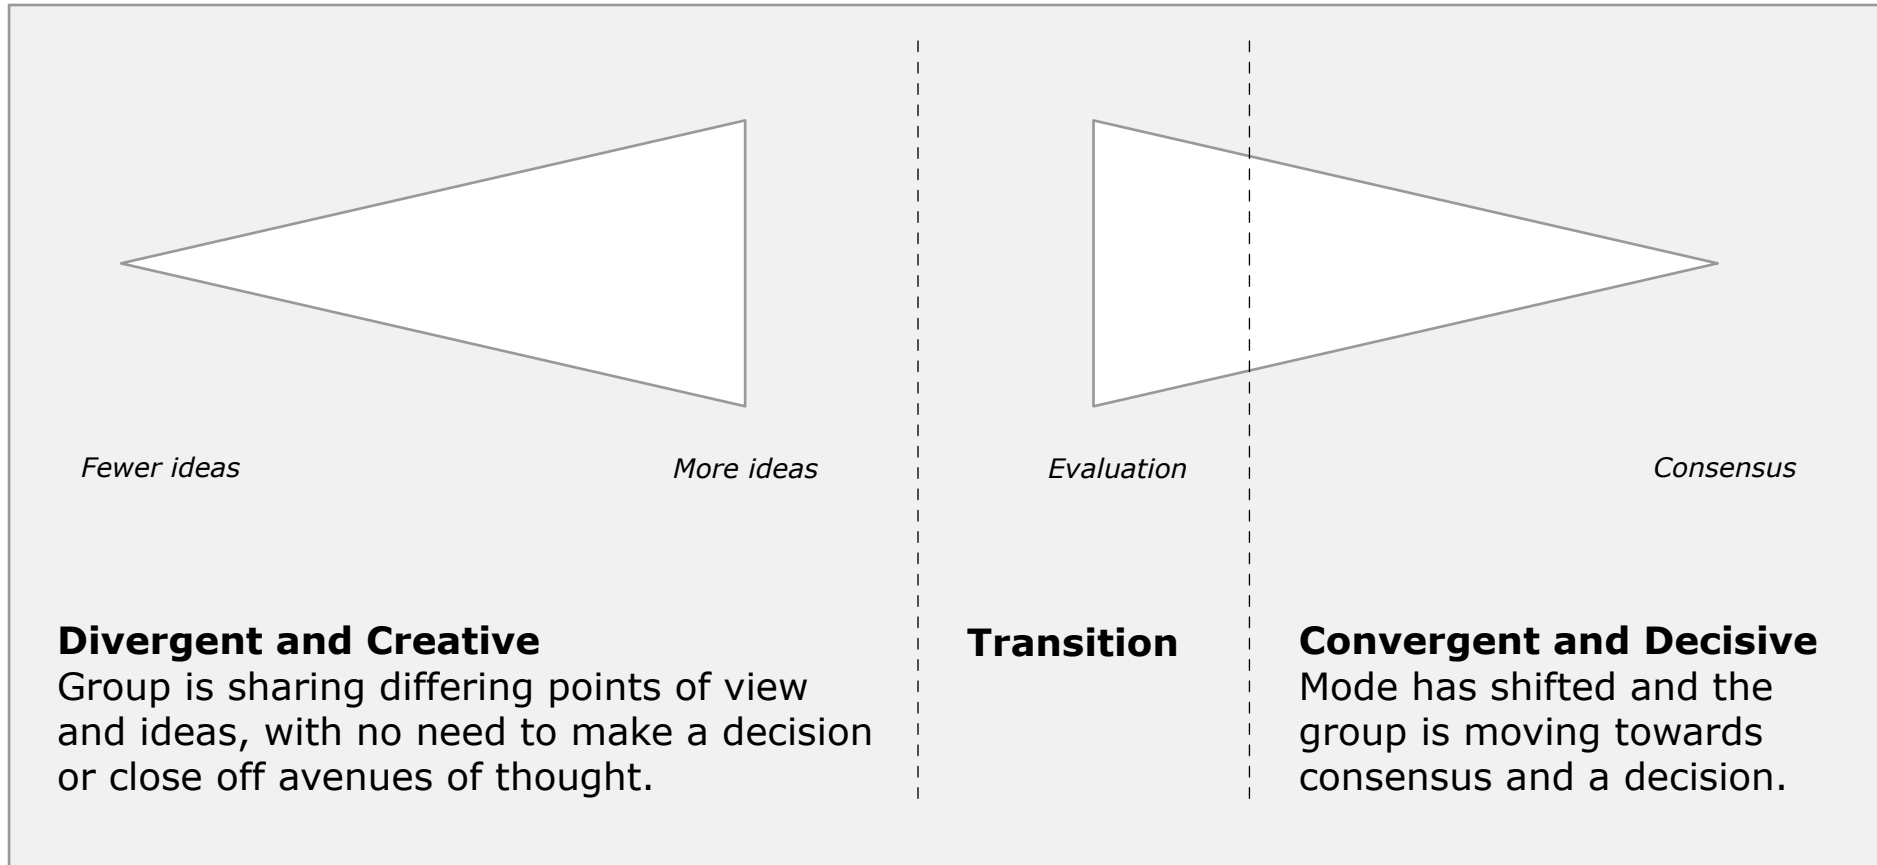 Fewer ideas
More ideas
Evaluation
Consensus
Divergent and Creative
Group is sharing differing points of view
and ideas, with no need to make a decision
or close off avenues of thought.
Transition
Convergent and Decisive
Mode has shifted and the
group is moving towards
consensus and a decision.